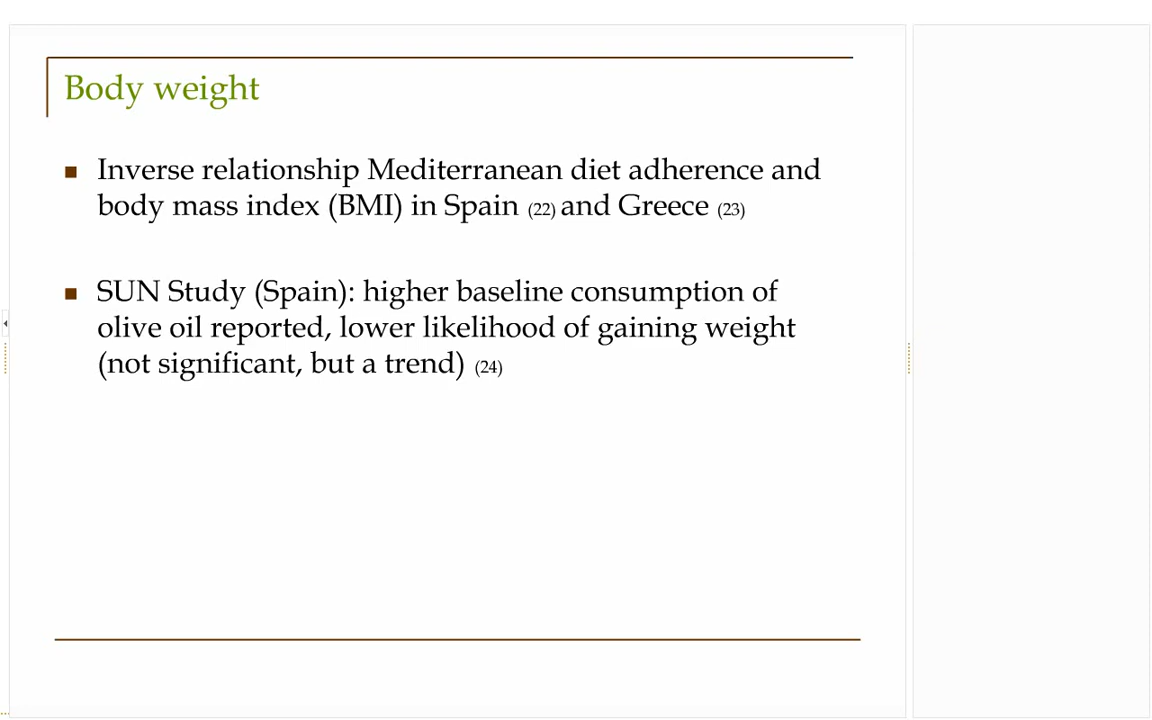 Body weight
Inverse relationship Mediterranean diet adherence and
body mass index (BMI) in Spain (22) and Greece (23)
SUN Study (Spain): higher baseline consumption of
olive oil reported, lower likelihood of gaining weight
(not significant, but a trend) (24)